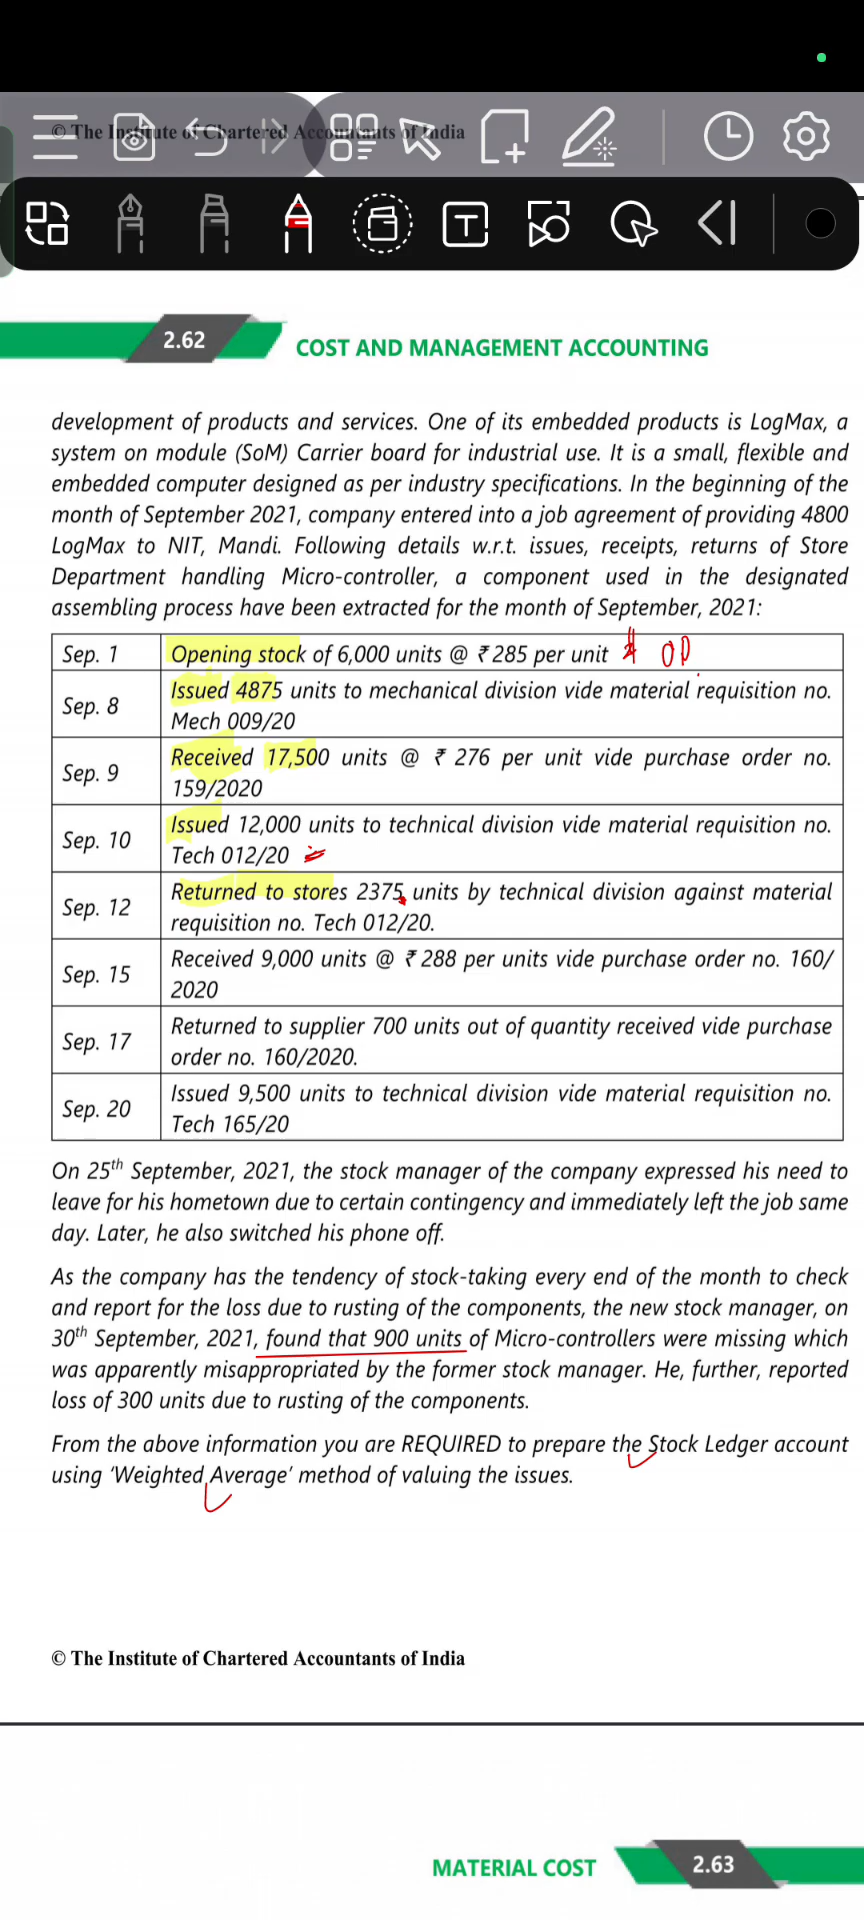 © The Institute of Chartered Accountants of India
2.62
COST AND MANAGEMENT ACCOUNTING
development of products and services. One of its embedded products is LogMax, a
system on module (SoM) Carrier board for industrial use. It is a small, flexible and
embedded computer designed as per industry specifications. In the beginning of the
month of September 2021, company entered into a job agreement of providing 4800
LogMax to NIT, Mandi. Following details w.r.t. issues, receipts, returns of Store
Department handling Micro-controller, a component used in the designated
assembling process have been extracted for the month of September, 2021:
Sep. 1 Opening stock of 6,000 units @ ₹285 per unit OP
Sep. 8 Issued 4875 units to mechanical division vide material requisition no.
Mech 009/20
Sep. 9 Received 17,500 units @ ₹ 276 per unit vide purchase order no.
159/2020
Sep. 10 Issued 12,000 units to technical division vide material requisition no.
Tech 012/20
Sep. 12 Returned to stores 2375 units by technical division against material
requisition no. Tech 012/20.
Sep. 15 Received 9,000 units @ ₹288 per units vide purchase order no. 160/
2020
Sep. 17 Returned to supplier 700 units out of quantity received vide purchase
order no. 160/2020.
Sep. 20 Issued 9,500 units to technical division vide material requisition no.
Tech 165/20
On 25th September, 2021, the stock manager of the company expressed his need to
leave for his hometown due to certain contingency and immediately left the job same
day. Later, he also switched his phone off.
As the company has the tendency of stock-taking every end of the month to check
and report for the loss due to rusting of the components, the new stock manager, on
30th September, 2021, found that 900 units of Micro-controllers were missing which
was apparently misappropriated by the former stock manager. He, further, reported
loss of 300 units due to rusting of the components.
From the above information you are REQUIRED to prepare the Stock Ledger account
using 'Weighted Average' method of valuing the issues.
© The Institute of Chartered Accountants of India
MATERIAL COST
2.63